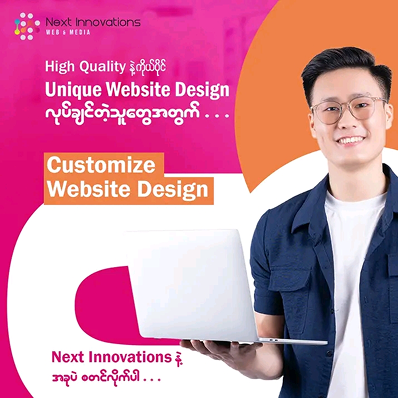 Next Innovations
WEB & MEDIA
High Quality နဲ့ကိုယ်ပိုင်
Unique Website Design
လုပ်ချင်တဲ့သူတွေအတွက် . . .
Customize
Website Design
Next Innovations နဲ့
အခုပဲ စတင်လိုက်ပါ . . .